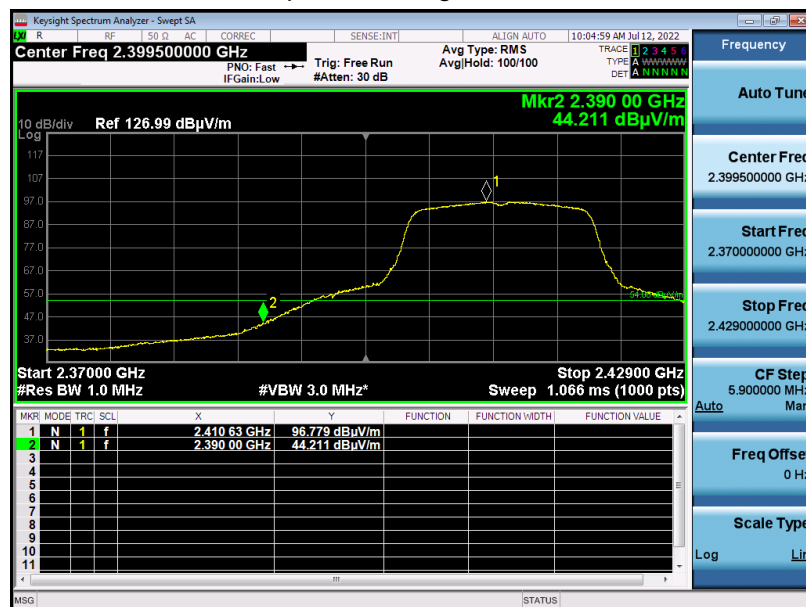 Keysight Spectrum Analyzer - Swept SA
LXI R RF 50 Ω AC CORREC SENSE:INT ALIGN AUTO 10:04:59 AM Jul 12, 2022
Center Freq 2.399500000 GHz
PNO: Fast
IFGain:Low
Trig: Free Run
#Atten: 30 dB
Avg Type: RMS
Avg|Hold: 100/100
TRACE 1 2 3 4 5 6
TYPE A WWWWW
DET A N N N N N
Mkr2 2.390 00 GHz
44.211 dBµV/m
10 dB/div Ref 126.99 dBµV/m
Log
117
107
97.0
87.0
77.0
67.0
57.0
47.0
37.0
1
2
54.00 dBµV/m
Start 2.37000 GHz
Stop 2.42900 GHz
#Res BW 1.0 MHz
#VBW 3.0 MHz*
Sweep 1.066 ms (1000 pts)
MKR MODE TRC SCL X Y FUNCTION FUNCTION WIDTH FUNCTION VALUE
1 N 1 f 2.410 63 GHz 96.779 dBµV/m
2 N 1 f 2.390 00 GHz 44.211 dBµV/m
3
4
5
6
7
8
9
10
11
MSG
STATUS
Frequency
Auto Tune
Center Freq
2.399500000 GHz
Start Freq
2.370000000 GHz
Stop Freq
2.429000000 GHz
CF Step
5.900000 MHz
Auto Man
Freq Offset
0 Hz
Scale Type
Log Lin